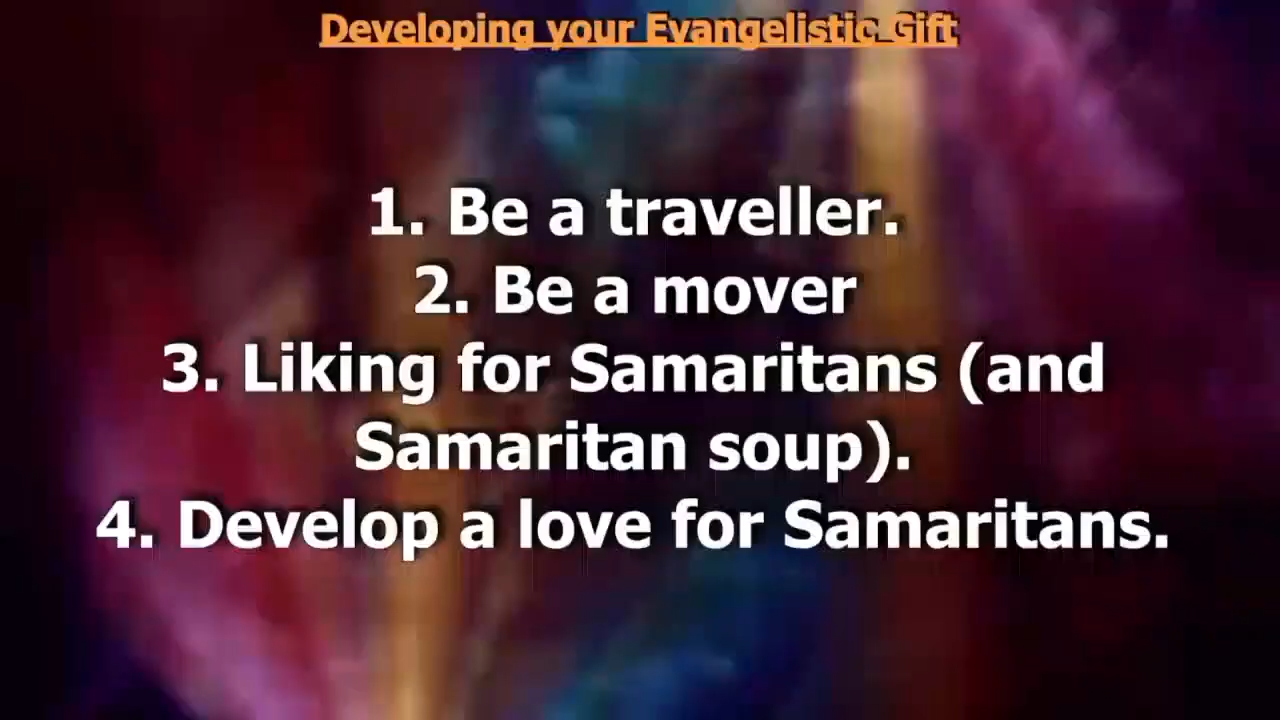 Developing your Evangelistic Gift
1. Be a traveller.
2. Be a mover
3. Liking for Samaritans (and
Samaritan soup).
4. Develop a love for Samaritans.